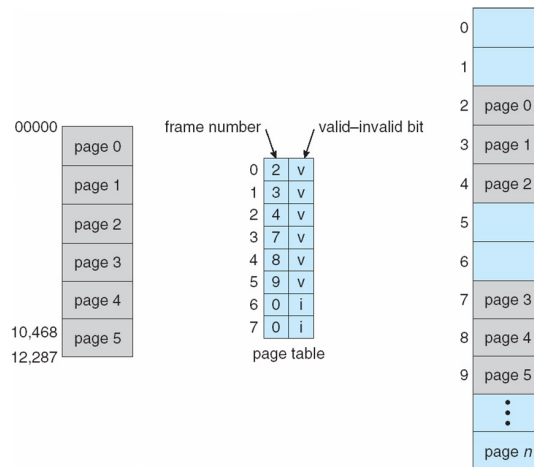 00000
page 0
page 1
page 2
page 3
page 4
page 5
10,468
12,287
frame number
valid–invalid bit
0 2 v
1 3 v
2 4 v
3 7 v
4 8 v
5 9 v
6 0 i
7 0 i
page table
0
1
2 page 0
3 page 1
4 page 2
5
6
7 page 3
8 page 4
9 page 5
page n